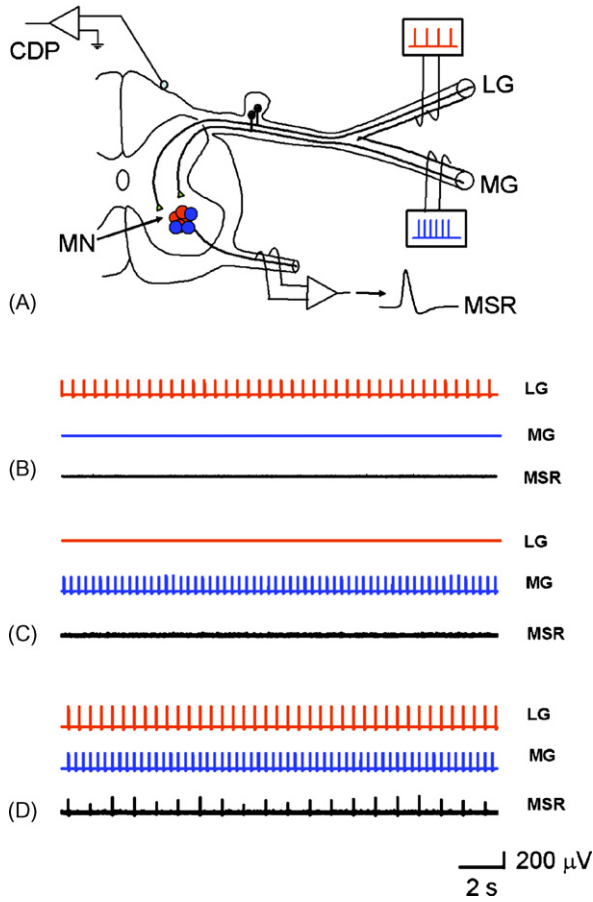 CDP
LG
MG
MN
MSR
(A)
LG
MG
MSR
(B)
LG
MG
MSR
(C)
LG
MG
MSR
(D)
200 μV
2 s